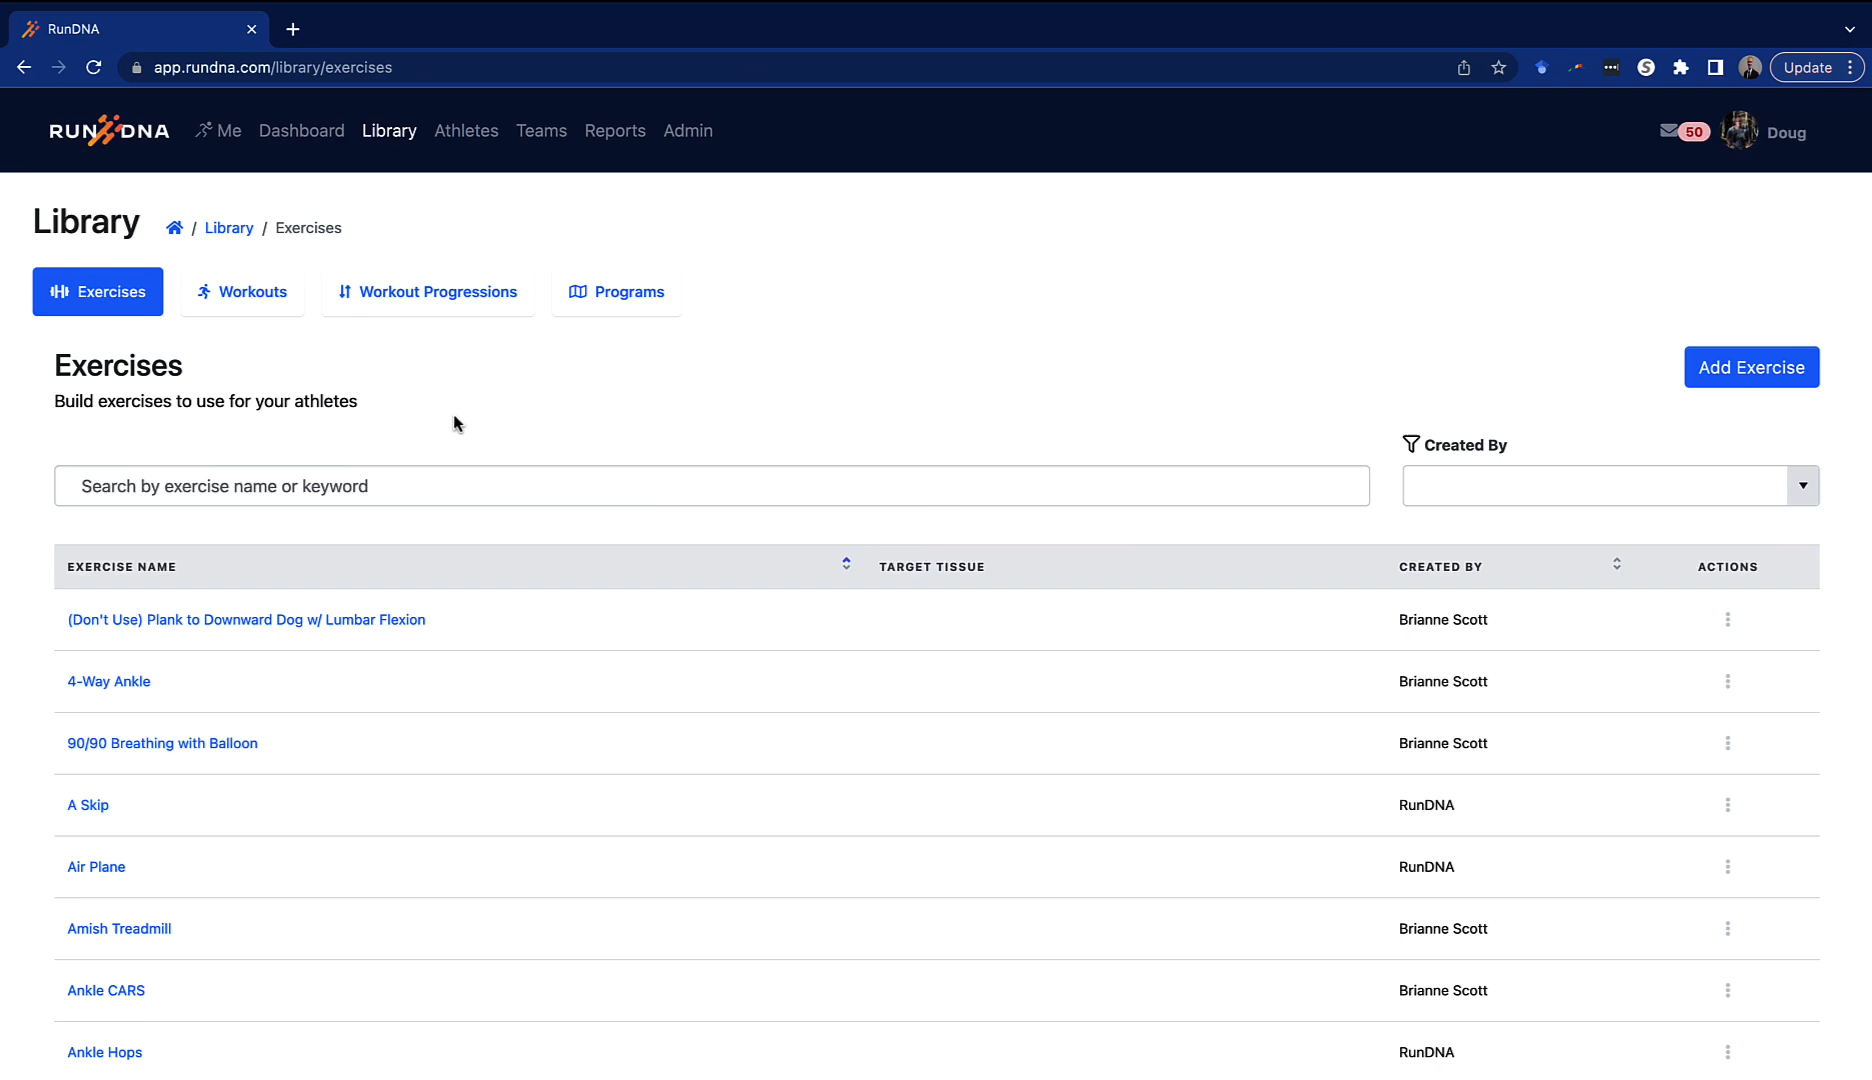 RunDNA
app.rundna.com/library/exercises
Update
RUN DNA Me Dashboard Library Athletes Teams Reports Admin
50 Doug
Library / Library / Exercises
Exercises Workouts Workout Progressions Programs
Exercises
Add Exercise
Build exercises to use for your athletes
Created By
Search by exercise name or keyword
EXERCISE NAME TARGET TISSUE CREATED BY ACTIONS
(Don't Use) Plank to Downward Dog w/ Lumbar Flexion Brianne Scott
4-Way Ankle Brianne Scott
90/90 Breathing with Balloon Brianne Scott
A Skip RunDNA
Air Plane RunDNA
Amish Treadmill Brianne Scott
Ankle CARS Brianne Scott
Ankle Hops RunDNA